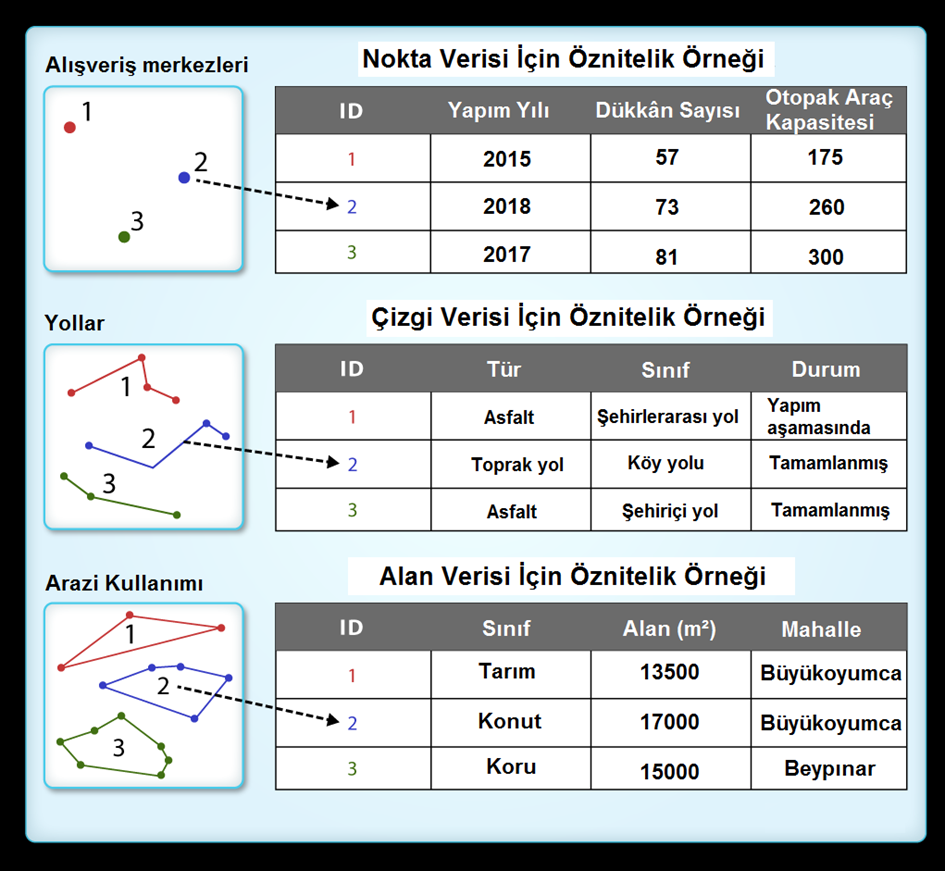 Alışveriş merkezleri
Nokta Verisi İçin Öznitelik Örneği
1
2
3
ID Yapım Yılı Dükkân Sayısı Otopak Araç
Kapasitesi
1 2015 57 175
2 2018 73 260
3 2017 81 300
Yollar
Çizgi Verisi İçin Öznitelik Örneği
1
2
3
ID Tür Sınıf Durum
1 Asfalt Şehirlerarası yol Yapım
aşamasında
2 Toprak yol Köy yolu Tamamlanmış
3 Asfalt Şehiriçi yol Tamamlanmış
Arazi Kullanımı
Alan Verisi İçin Öznitelik Örneği
1
2
3
ID Sınıf Alan (m²) Mahalle
1 Tarım 13500 Büyükoyumca
2 Konut 17000 Büyükoyumca
3 Koru 15000 Beypınar